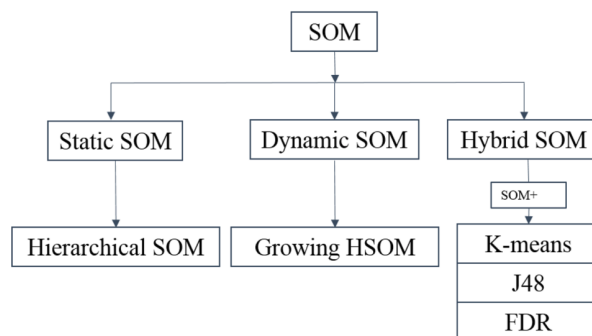 SOM
Static SOM
Dynamic SOM
Hybrid SOM
SOM+
Hierarchical SOM
Growing HSOM
K-means
J48
FDR